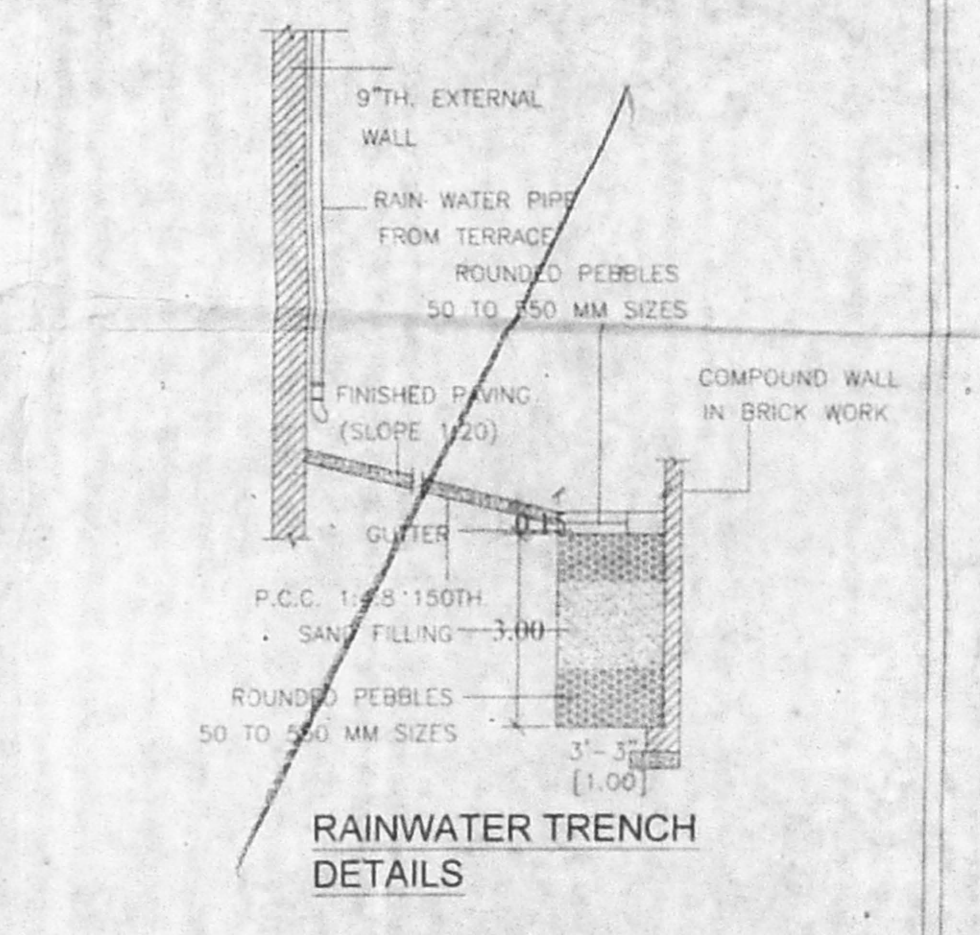 9"TH. EXTERNAL
WALL
RAIN WATER PIPE
FROM TERRACE
ROUNDED PEBBLES
50 TO 550 MM SIZES
COMPOUND WALL
IN BRICK WORK
FINISHED PAVING
(SLOPE 1:20)
GUTTER
0.15
P.C.C. 1:4:8 150TH.
SAND FILLING
3.00
ROUNDED PEBBLES
50 TO 550 MM SIZES
3'-3"
[1.00]
RAINWATER TRENCH
DETAILS